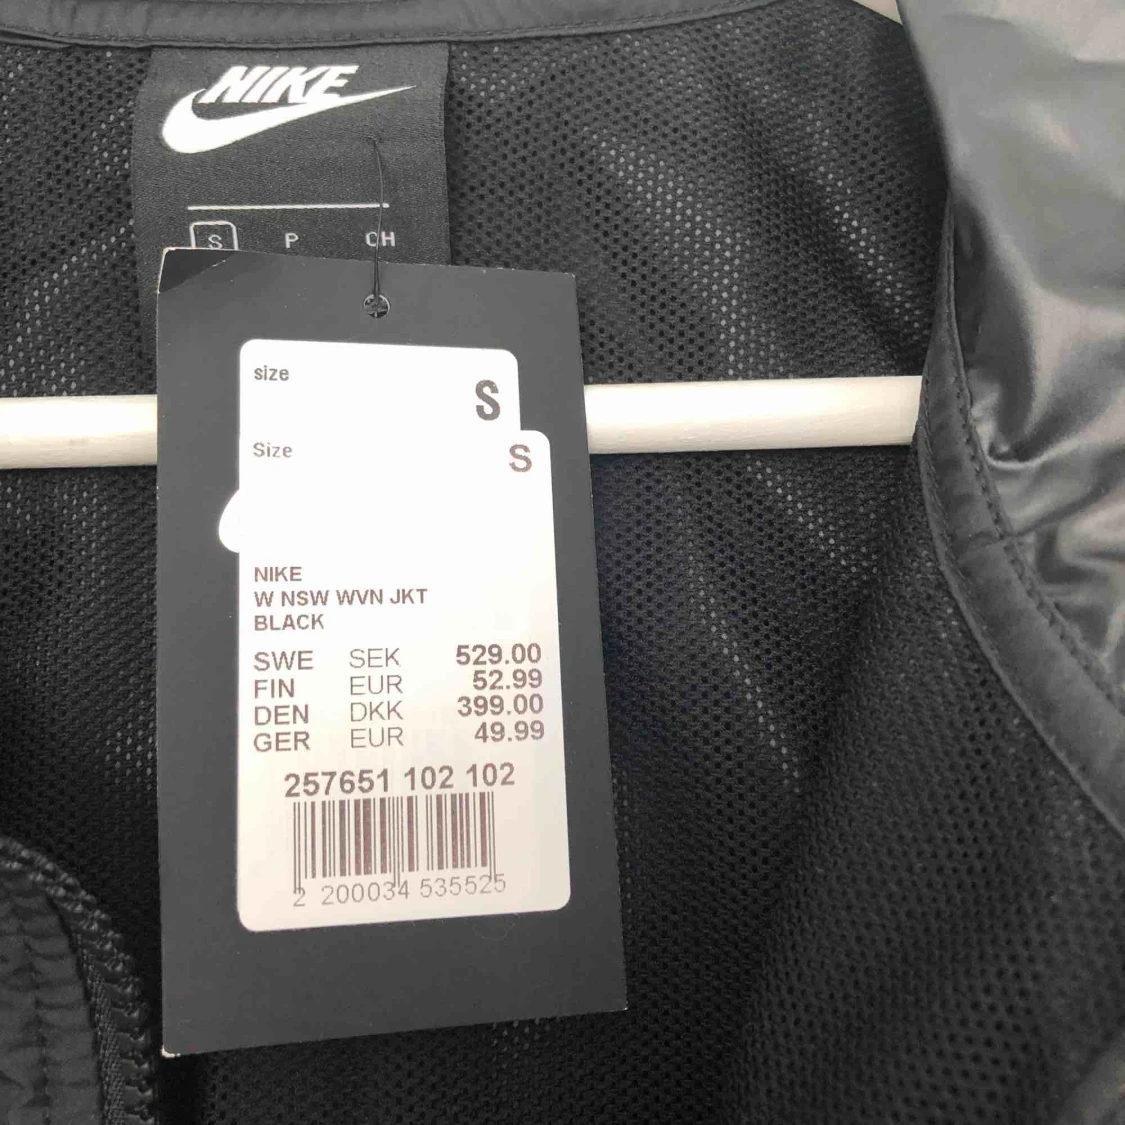 NIKE
S P CH
size
S
Size S
NIKE
W NSW WVN JKT
BLACK
SWE SEK 529.00
FIN EUR 52.99
DEN DKK 399.00
GER EUR 49.99
257651 102 102
2 200034 535525